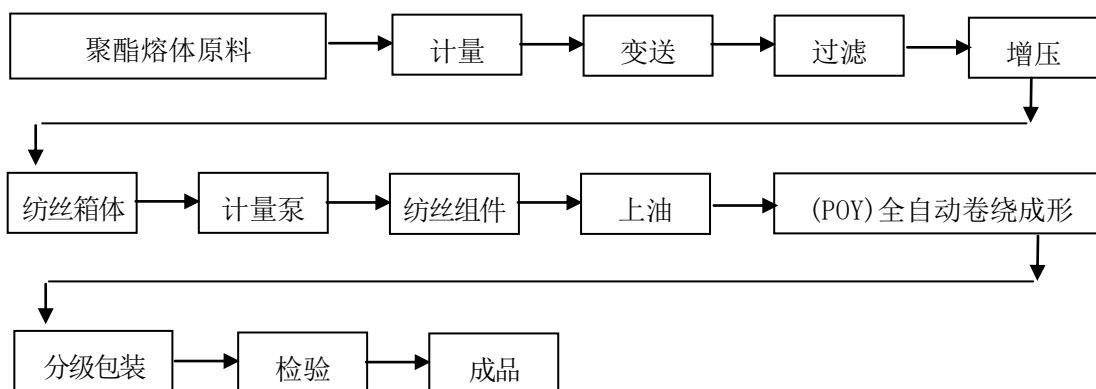 聚酯熔体原料
计量
变送
过滤
增压
纺丝箱体
计量泵
纺丝组件
上油
(POY)全自动卷绕成形
分级包装
检验
成品